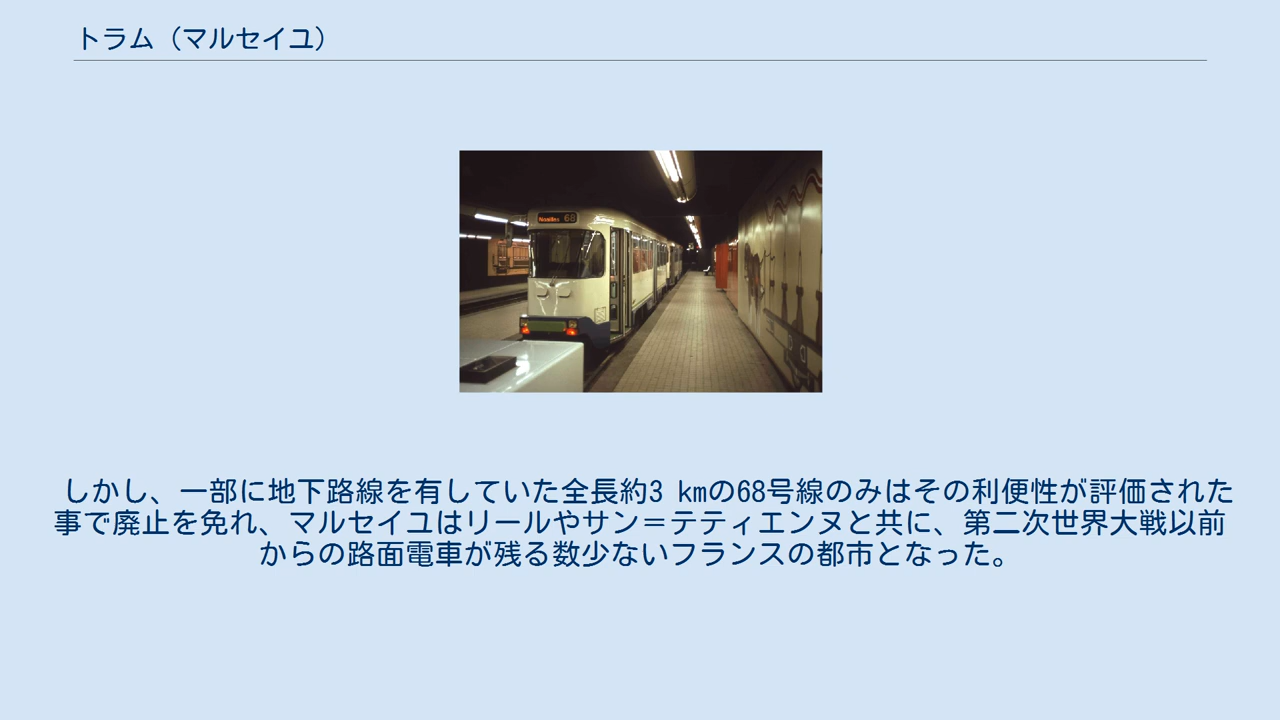 トラム（マルセイユ）
Noailles 68
しかし、一部に地下路線を有していた全長約3 kmの68号線のみはその利便性が評価された
事で廃止を免れ、マルセイユはリールやサン＝テティエンヌと共に、第二次世界大戦以前
からの路面電車が残る数少ないフランスの都市となった。